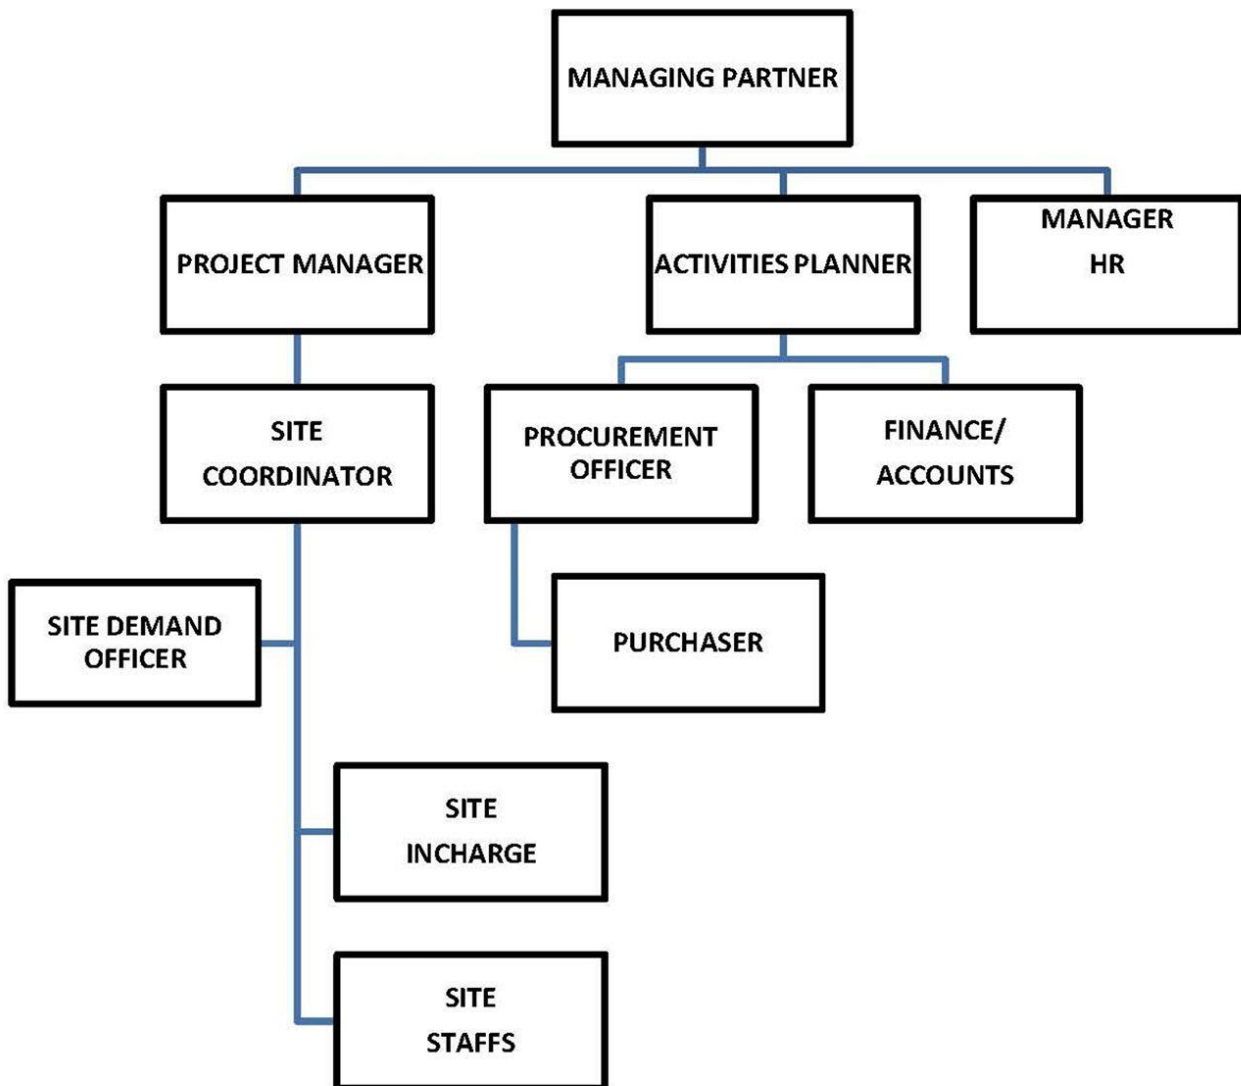 MANAGING PARTNER
PROJECT MANAGER
ACTIVITIES PLANNER
MANAGER
HR
SITE
COORDINATOR
PROCUREMENT
OFFICER
FINANCE/
ACCOUNTS
SITE DEMAND
OFFICER
PURCHASER
SITE
INCHARGE
SITE
STAFFS